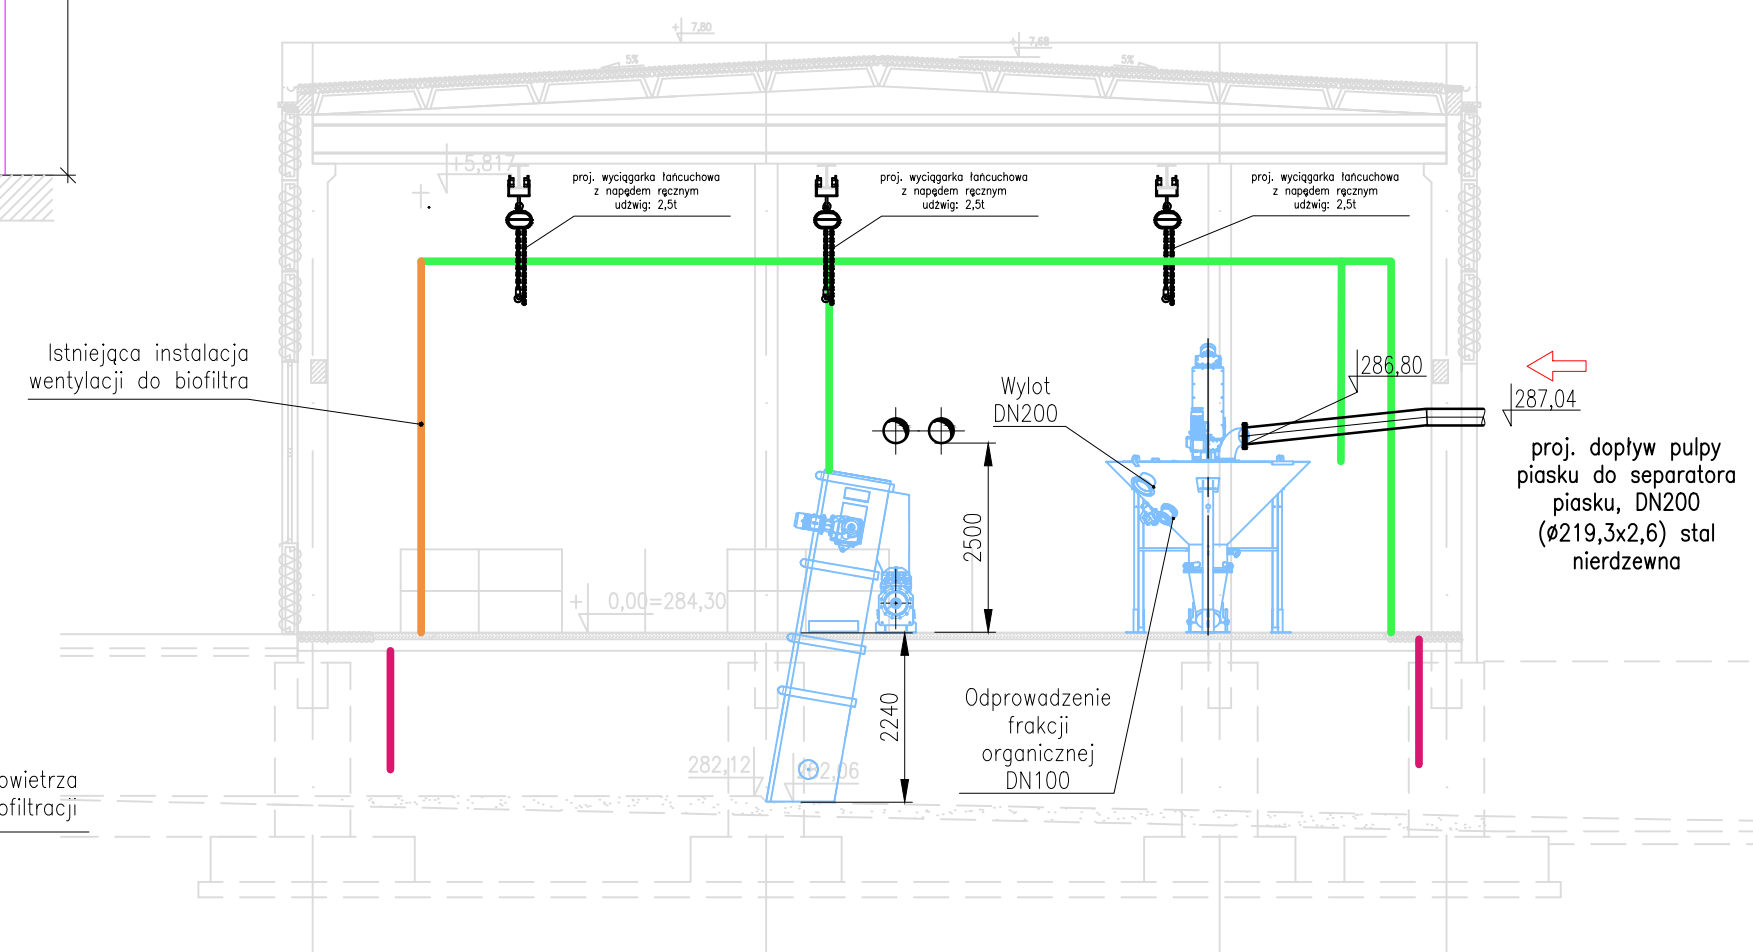 7,80
7,68
5%
5%
+5,817
proj. wyciągarka łańcuchowa
z napędem ręcznym
udźwig: 2,5t
proj. wyciągarka łańcuchowa
z napędem ręcznym
udźwig: 2,5t
proj. wyciągarka łańcuchowa
z napędem ręcznym
udźwig: 2,5t
Istniejąca instalacja
wentylacji do biofiltra
Wylot
DN200
286,80
287,04
proj. dopływ pulpy
piasku do separatora
piasku, DN200
(ø219,3x2,6) stal
nierdzewna
2500
0,00=284,30
2240
Odprowadzenie
frakcji
organicznej
DN100
282,12
282,06
owietrza
ofiltracji